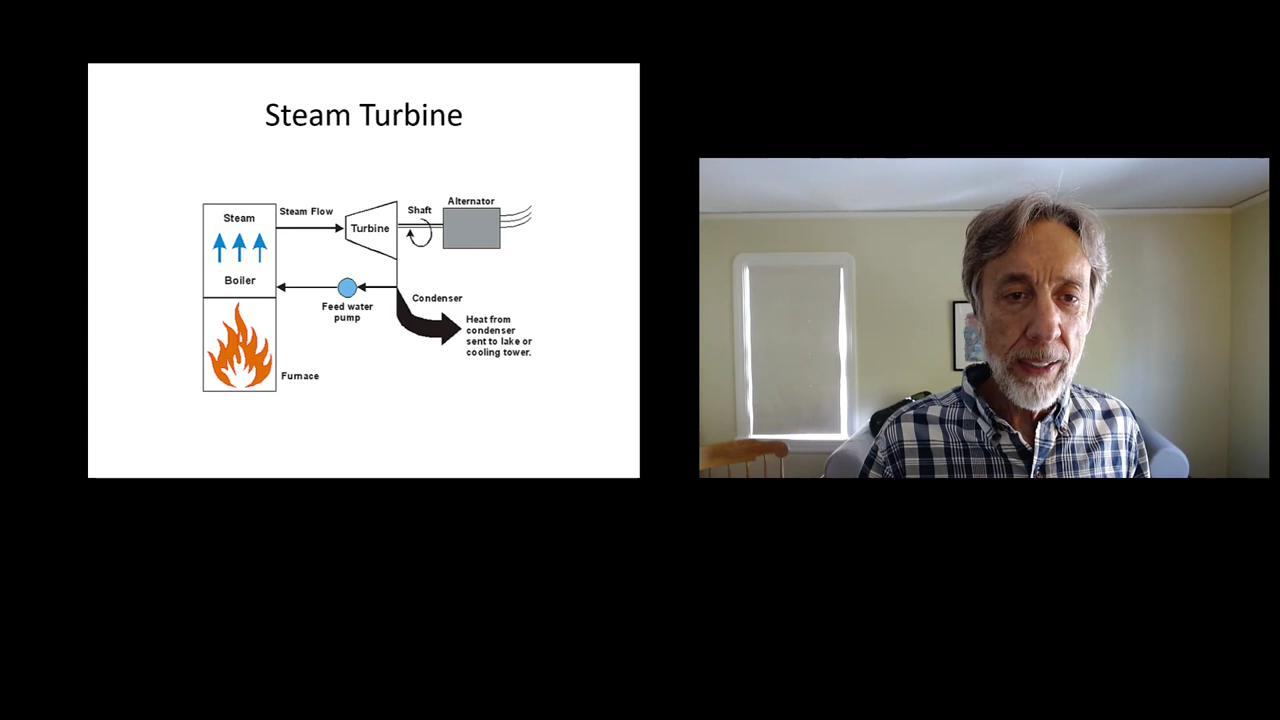 Steam Turbine
Steam
Steam Flow
Turbine
Shaft
Alternator
Boiler
Feed water
pump
Condenser
Heat from
condenser
sent to lake or
cooling tower.
Furnace